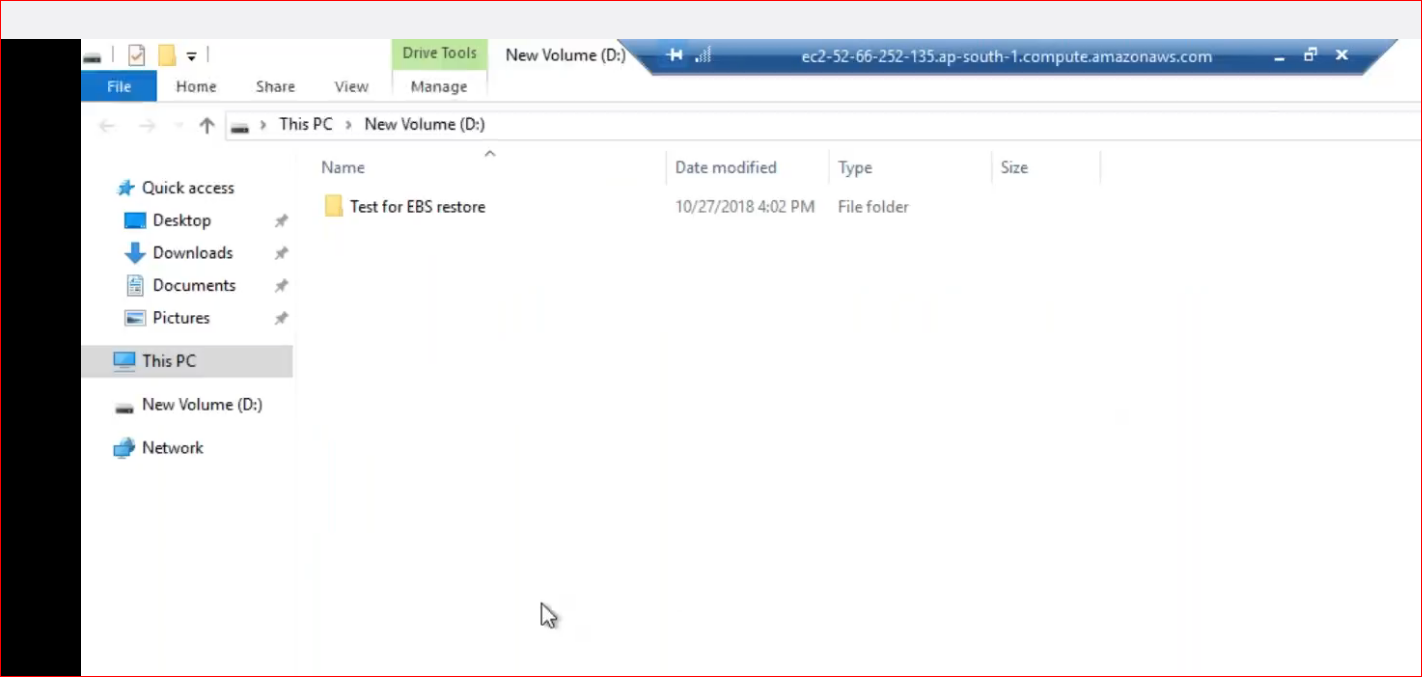 Drive Tools
New Volume (D:)
ec2-52-66-252-135.ap-south-1.compute.amazonaws.com
File
Home
Share
View
Manage
This PC
New Volume (D:)
Name
Date modified
Type
Size
Test for EBS restore
10/27/2018 4:02 PM
File folder
Quick access
Desktop
Downloads
Documents
Pictures
This PC
New Volume (D:)
Network